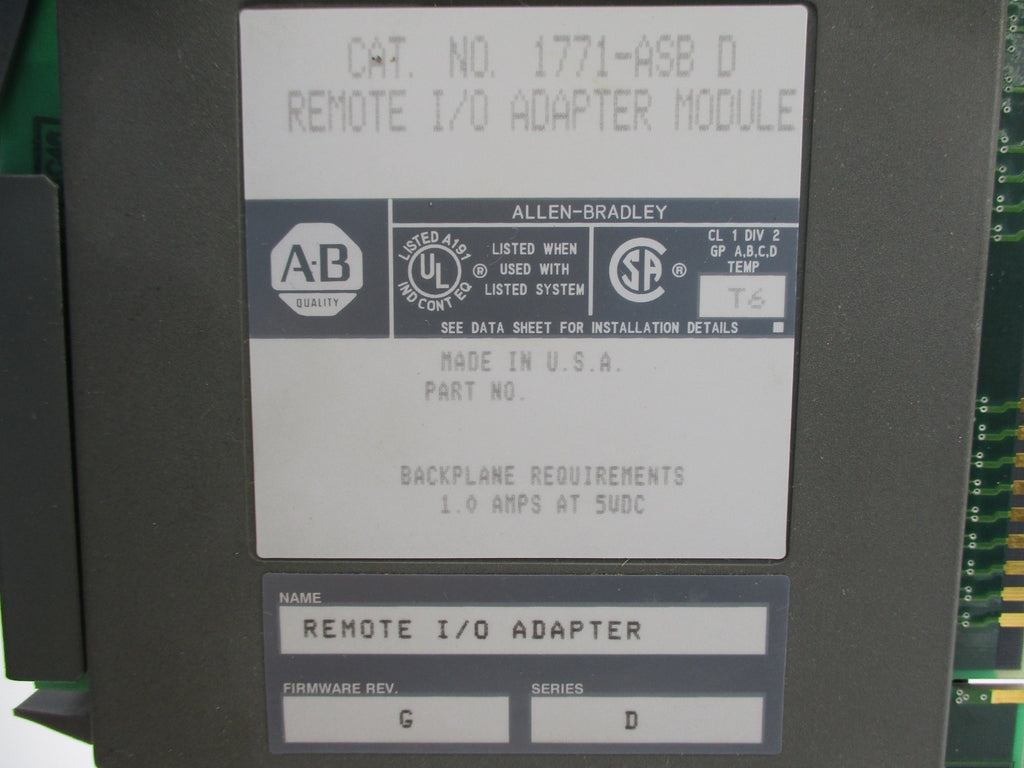 CAT. NO. 1771-ASB D
REMOTE I/O ADAPTER MODULE
ALLEN-BRADLEY
A·B
QUALITY
LISTED A191
UL
IND CONT EQ
®
LISTED WHEN
USED WITH
LISTED SYSTEM
SA
®
CL 1 DIV 2
GP A,B,C,D
TEMP
T6
SEE DATA SHEET FOR INSTALLATION DETAILS
MADE IN U.S.A.
PART NO.
BACKPLANE REQUIREMENTS
1.0 AMPS AT 5VDC
NAME
REMOTE I/O ADAPTER
FIRMWARE REV.
SERIES
G
D